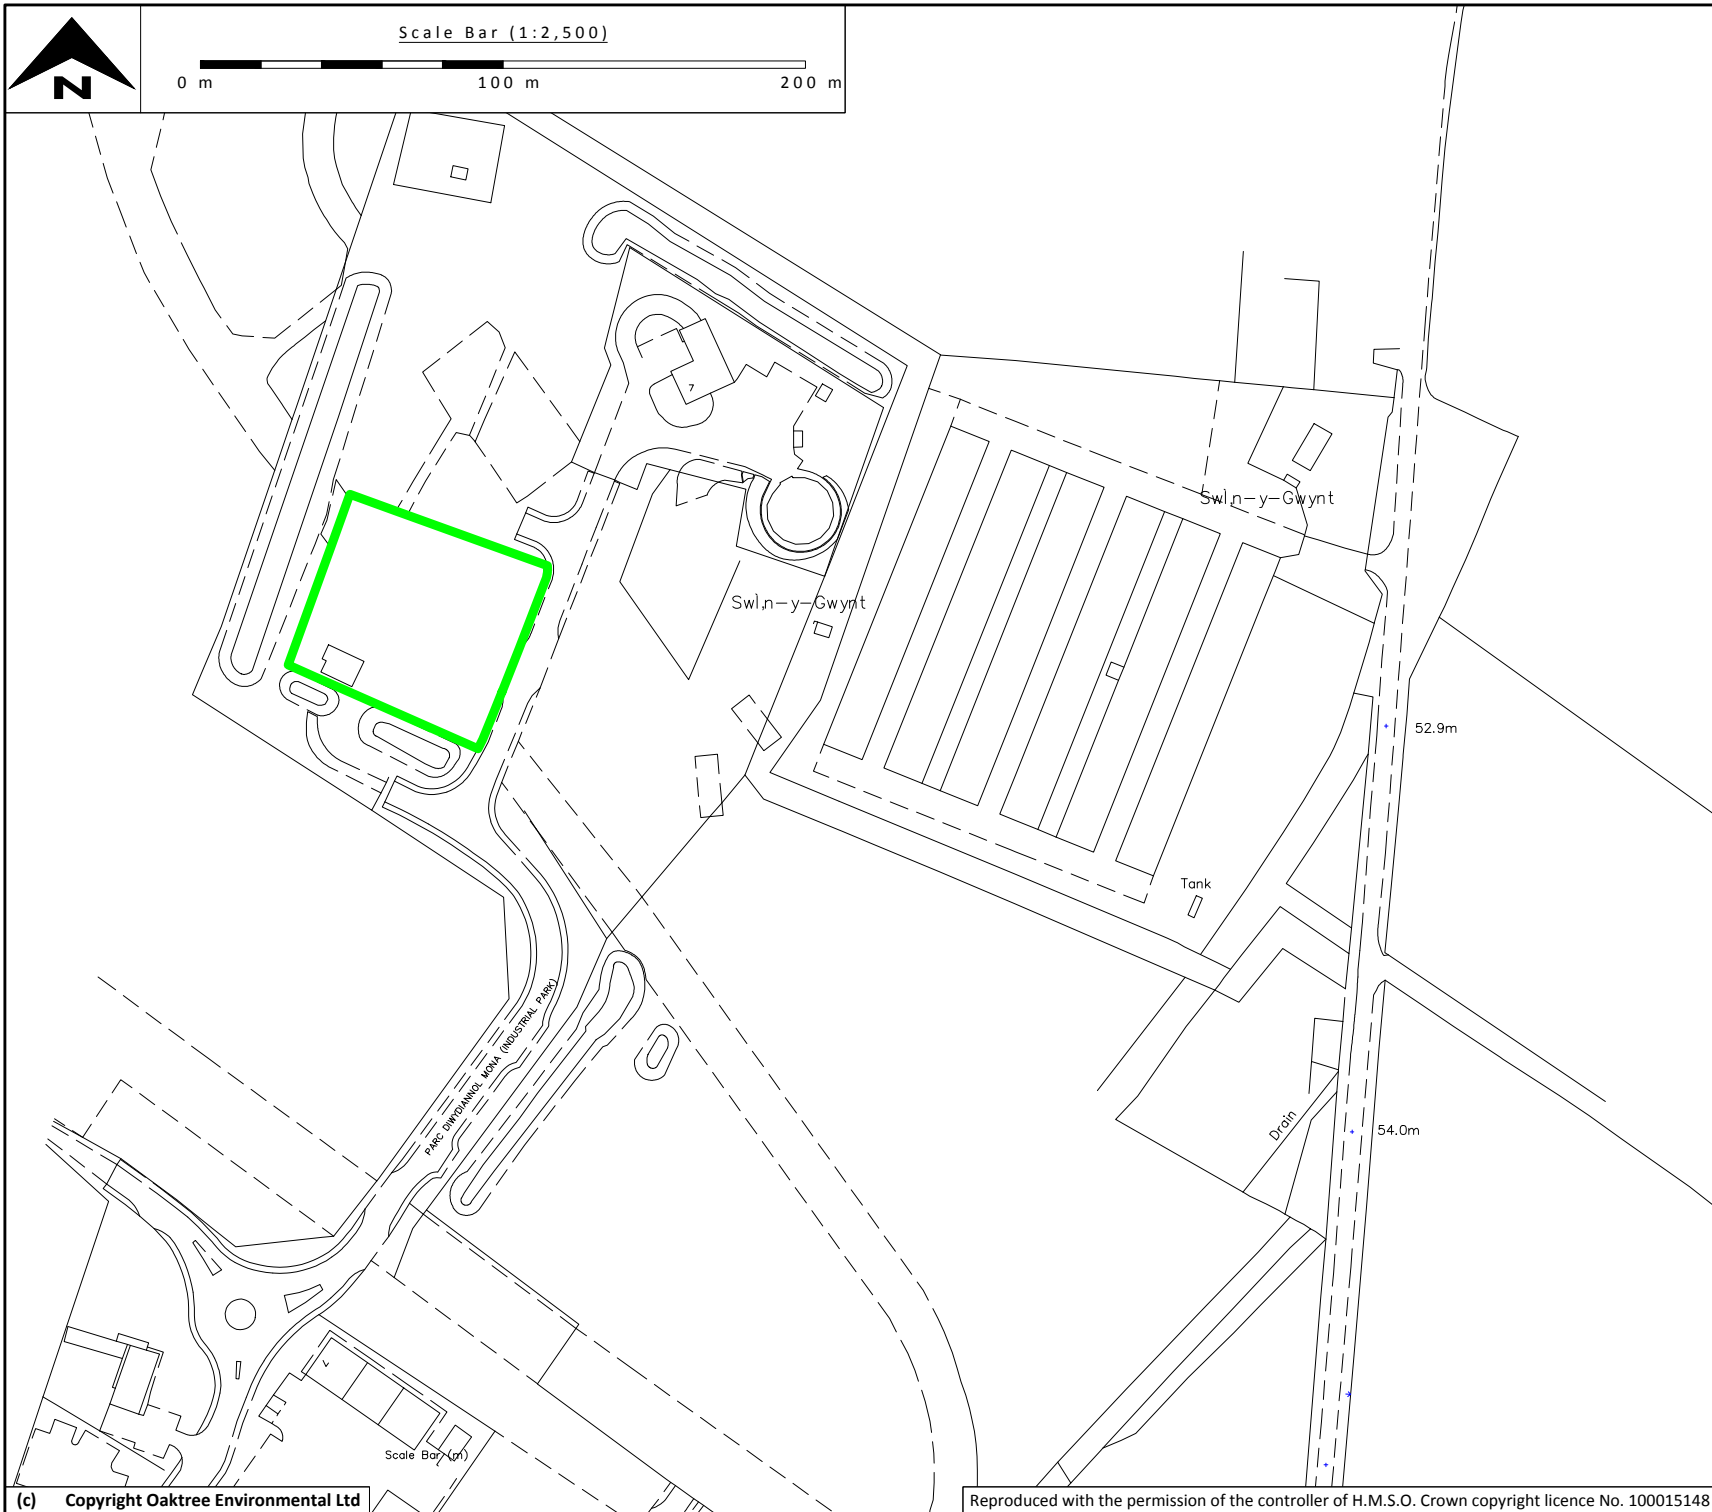 N
Scale Bar (1:2,500)
0 m 100 m 200 m
Swl,n-y-Gwynt
Swl,n-y-Gwynt
52.9m
Tank
PARC DIWYDIANNOL MONA (INDUSTRIAL PARK)
Drain
54.0m
Scale Bar (m)
(c) Copyright Oaktree Environmental Ltd
Reproduced with the permission of the controller of H.M.S.O. Crown copyright licence No. 100015148